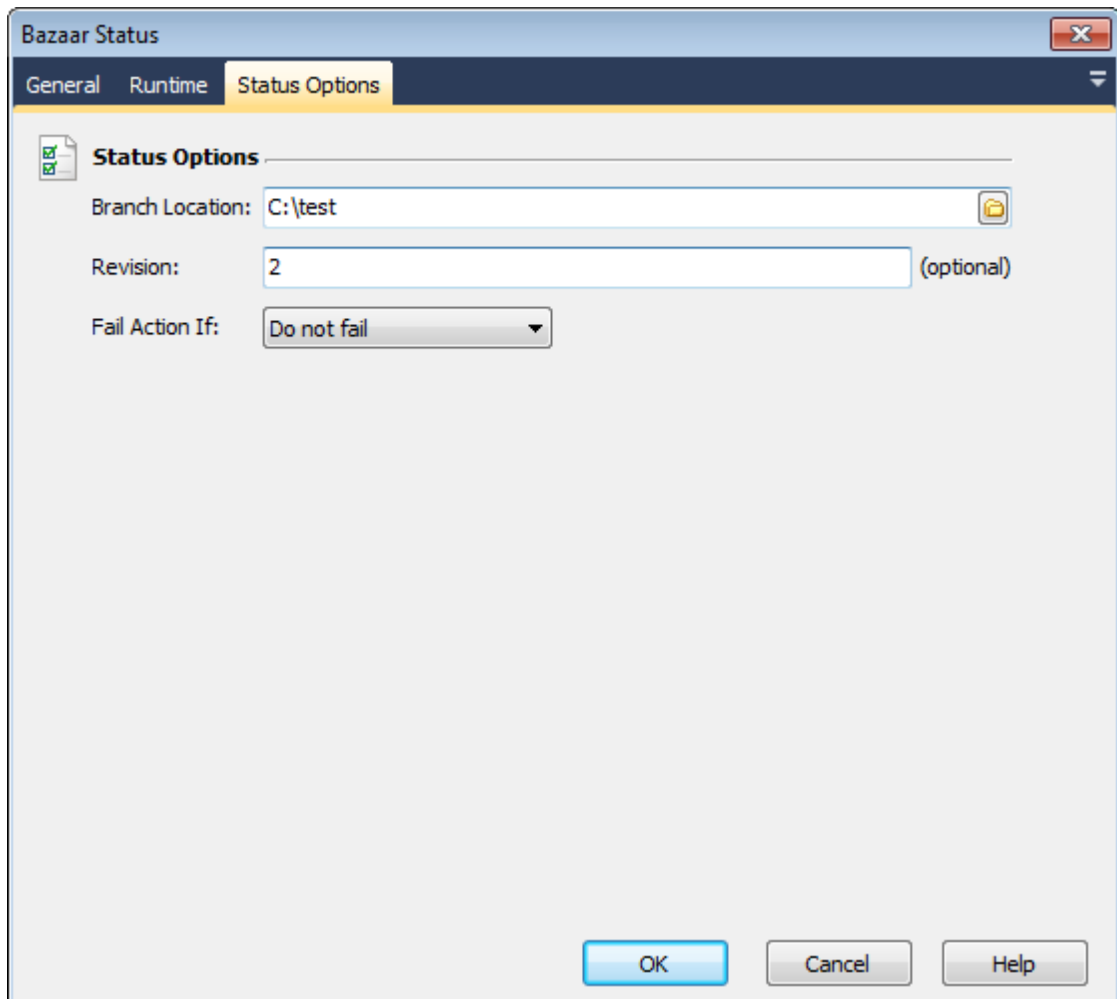 Bazaar Status
General Runtime Status Options
Status Options
Branch Location: C:\test
Revision: 2 (optional)
Fail Action If: Do not fail
OK Cancel Help